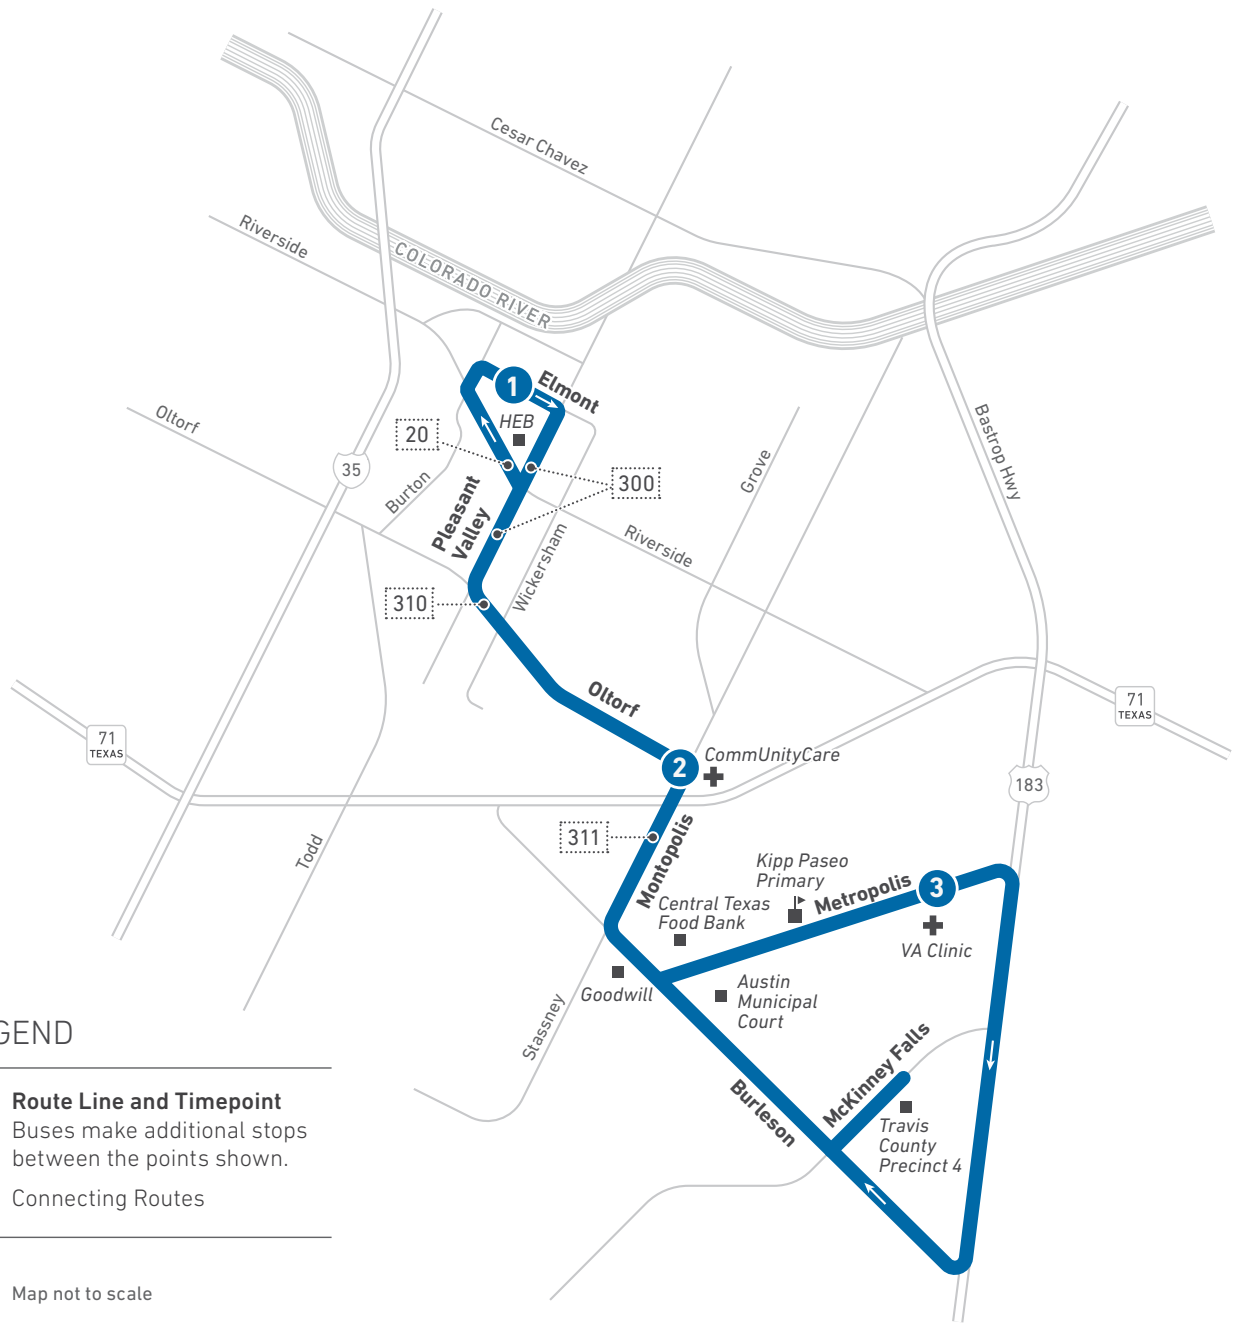 Cesar Chavez
Riverside
COLORADO RIVER
1
Elmont
HEB
20
Oltorf
35
Burton
300
Pleasant
Valley
Grove
Bastrop Hwy
Riverside
Wickersham
310
Oltorf
71
TEXAS
71
TEXAS
2
CommUnityCare
183
311
Montopolis
Todd
Kipp Paseo
Primary
Metropolis
3
Central Texas
Food Bank
VA Clinic
Goodwill
Austin
Municipal
Court
Stassney
McKinney Falls
Burleson
Travis
County
Precinct 4
GEND
Route Line and Timepoint
Buses make additional stops
between the points shown.
Connecting Routes
Map not to scale